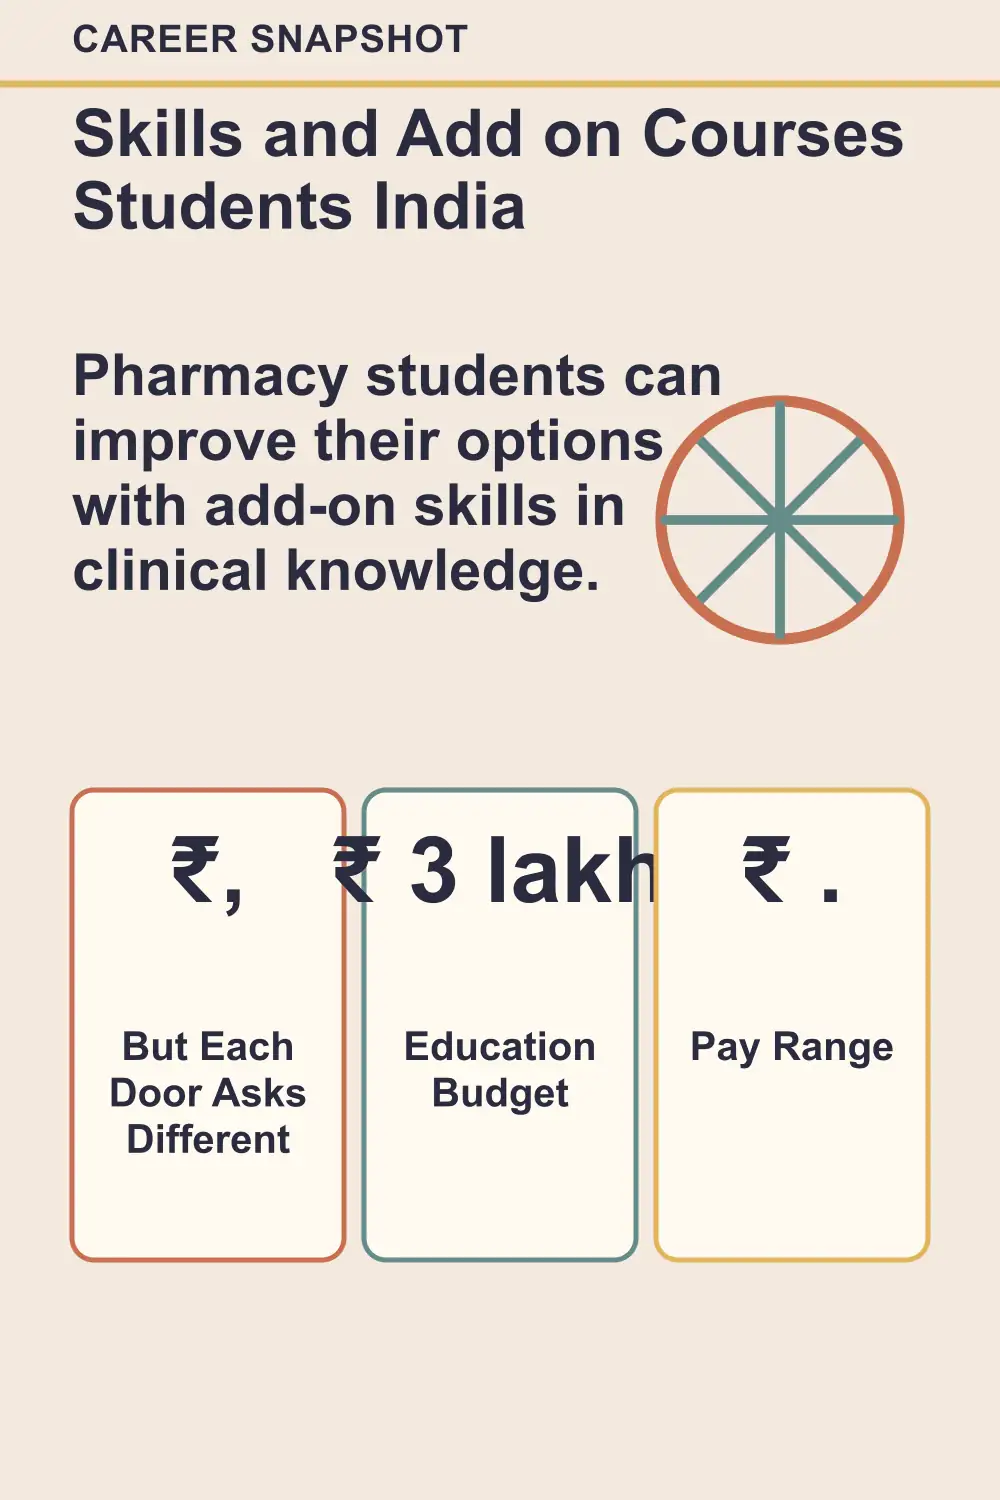 CAREER SNAPSHOT
Skills and Add on Courses
Students India
Pharmacy students can
improve their options
with add-on skills in
clinical knowledge.
₹,
₹ 3 lakh
₹ .
But Each
Door Asks
Different
Education
Budget
Pay Range